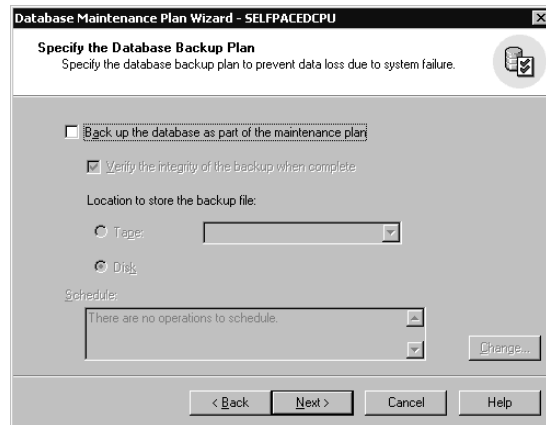 Database Maintenance Plan Wizard - SELFPACEDCPU
Specify the Database Backup Plan
Specify the database backup plan to prevent data loss due to system failure.
Back up the database as part of the maintenance plan
Verify the integrity of the backup when complete
Location to store the backup file:
Tape:
Disk
Schedule:
There are no operations to schedule.
Change...
< Back Next > Cancel Help